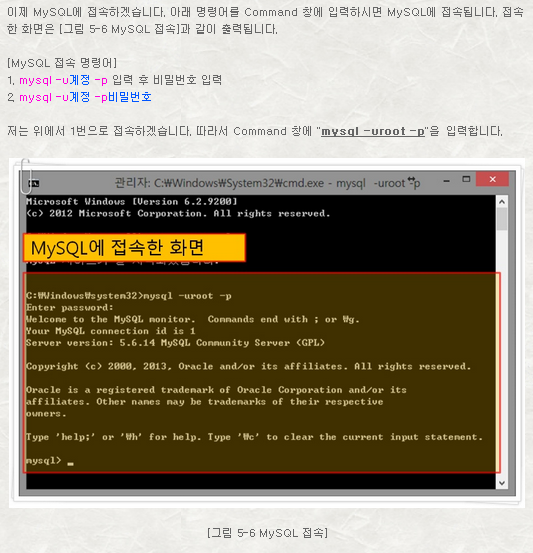 이제 MySQL에 접속하겠습니다. 아래 명령어를 Command 창에 입력하시면 MySQL에 접속됩니다. 접속
한 화면은 [그림 5-6 MySQL 접속]과 같이 출력됩니다.
[MySQL 접속 명령어]
1. mysql -u계정 -p 입력 후 비밀번호 입력
2. mysql -u계정 -p비밀번호
저는 위에서 1번으로 접속하겠습니다. 따라서 Command 창에 "mysql -uroot -p"을 입력합니다.
관리자: C:₩Windows₩System32₩cmd.exe - mysql -uroot -p
Microsoft Windows [Version 6.2.9200]
(c) 2012 Microsoft Corporation. All rights reserved.
MySQL에 접속한 화면
C:₩Windows₩system32>mysql -uroot -p
Enter password:
Welcome to the MySQL monitor.  Commands end with ; or ₩g.
Your MySQL connection id is 1
Server version: 5.6.14 MySQL Community Server (GPL)
Copyright (c) 2000, 2013, Oracle and/or its affiliates. All rights reserved.
Oracle is a registered trademark of Oracle Corporation and/or its
affiliates. Other names may be trademarks of their respective
owners.
Type 'help;' or '₩h' for help. Type '₩c' to clear the current input statement.
mysql> _
[그림 5-6 MySQL 접속]